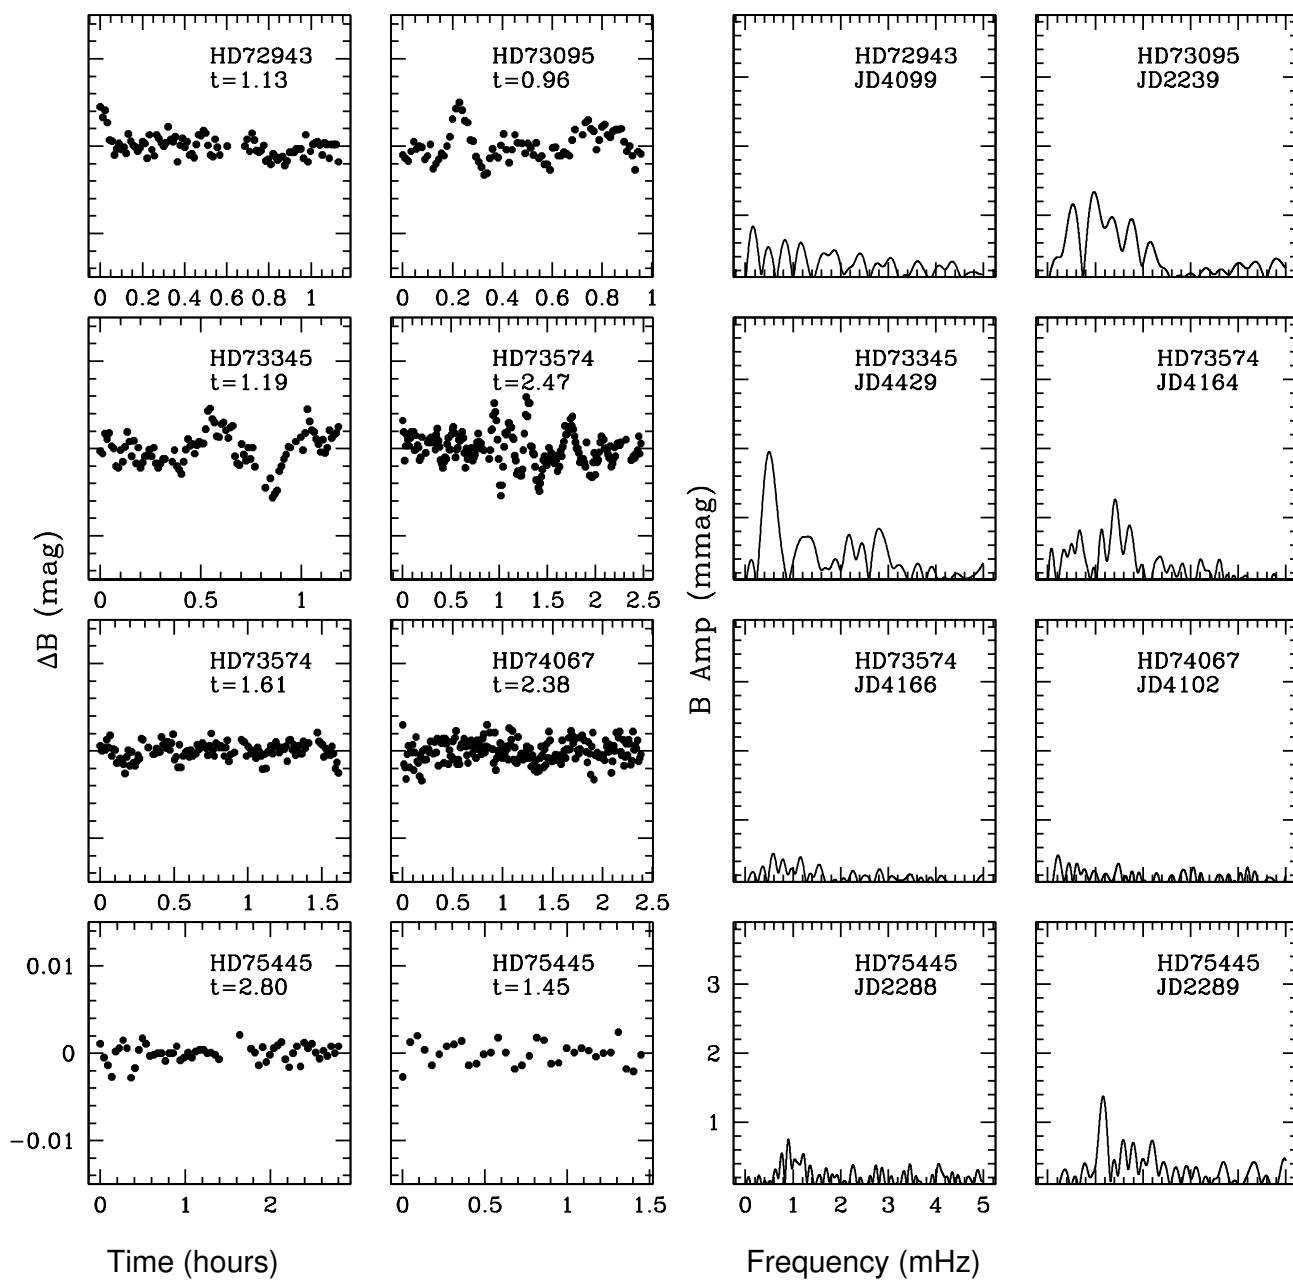 HD72943
t=1.13
HD73095
t=0.96
HD72943
JD4099
HD73095
JD2239
0 0.2 0.4 0.6 0.8 1
0 0.2 0.4 0.6 0.8 1
HD73345
t=1.19
HD73574
t=2.47
HD73345
JD4429
HD73574
JD4164
0 0.5 1
0 0.5 1 1.5 2 2.5
ΔB (mag)
B Amp (mmag)
HD73574
t=1.61
HD74067
t=2.38
HD73574
JD4166
HD74067
JD4102
0 0.5 1 1.5
0 0.5 1 1.5 2 2.5
HD75445
t=2.80
HD75445
t=1.45
HD75445
JD2288
HD75445
JD2289
0.01
0
−0.01
3
2
1
0 1 2
0 0.5 1 1.5
0 1 2 3 4 5
Time (hours)
Frequency (mHz)